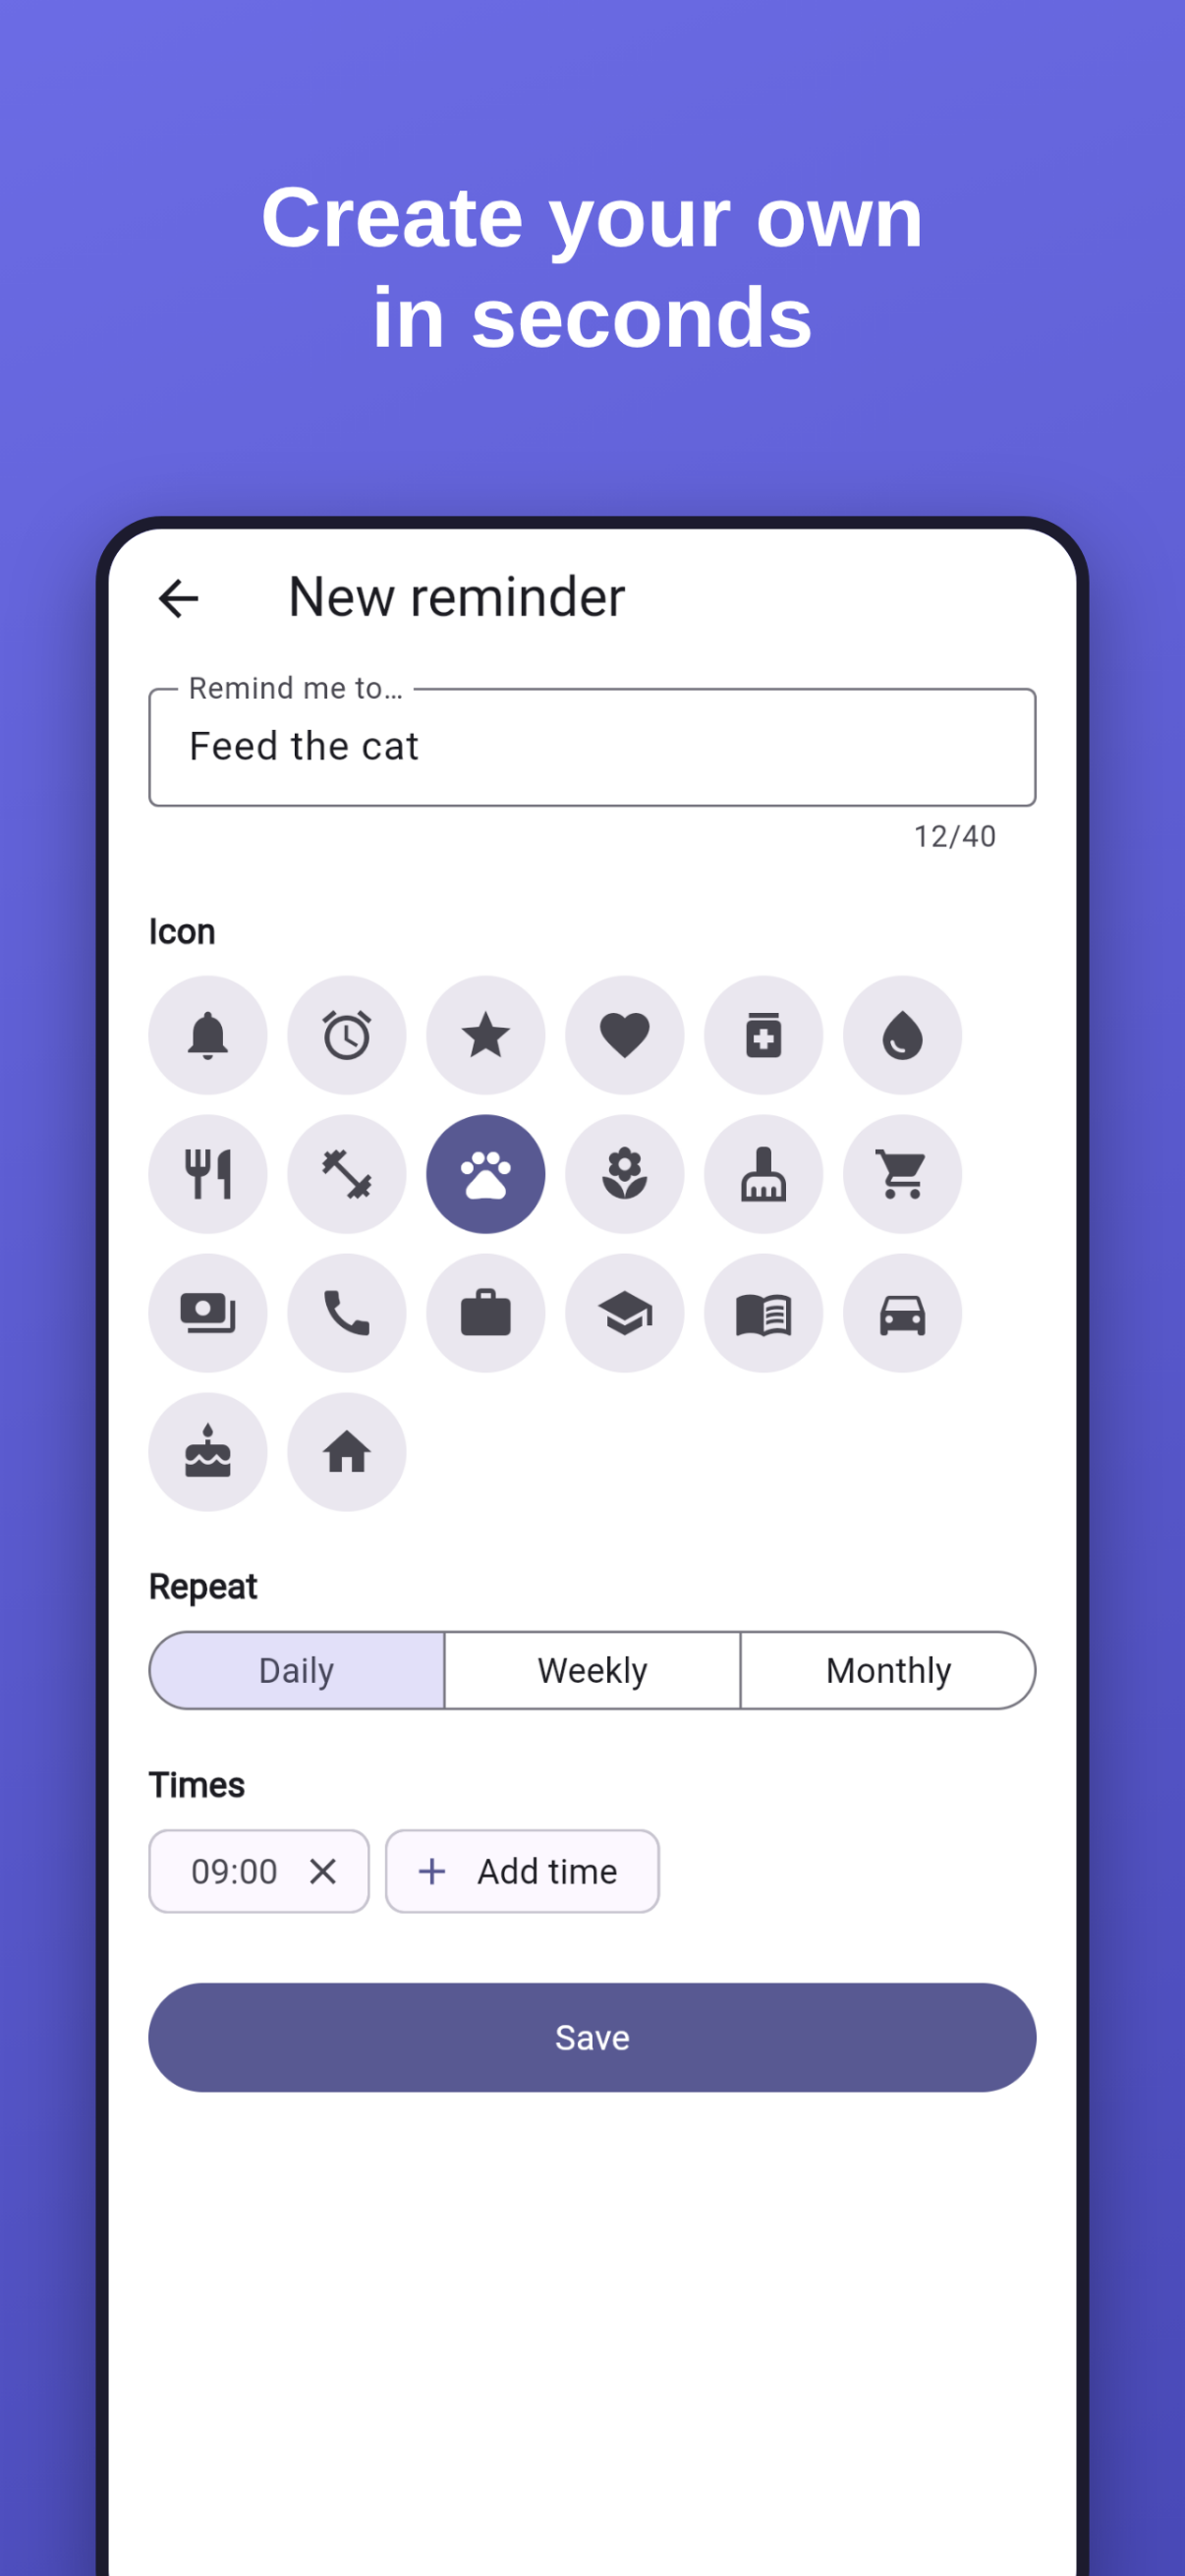 Create your own
in seconds
New reminder
Remind me to…
Feed the cat
12/40
Icon
Repeat
Daily Weekly Monthly
Times
09:00 Add time
Save